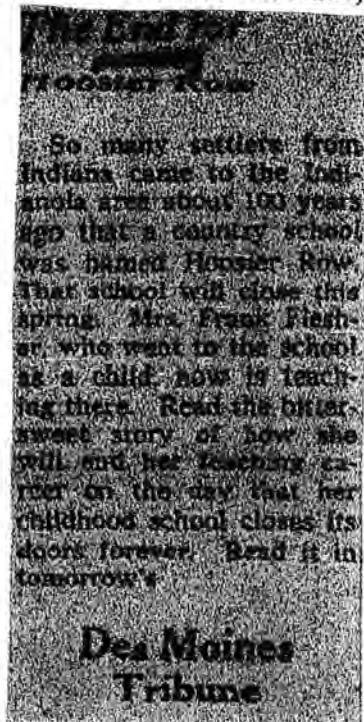 The End for
Hoosier Row
So many settlers from
Indiana came to the Indi-
anola area about 100 years
ago that a country school
was named Hoosier Row.
That school will close this
spring. Mrs. Frank Flesh-
er, who went to the school
as a child, now is teach-
ing there. Read the bitter-
sweet story of how she
will end her teaching ca-
reer on the day that her
childhood school closes its
doors forever. Read it in
tomorrow's
Des Moines
Tribune